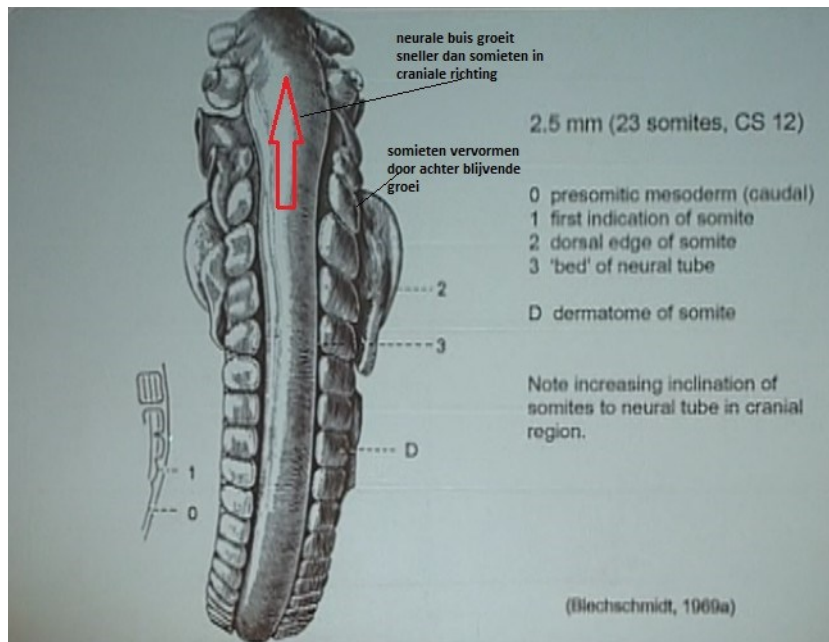 neurale buis groeit
sneller dan somieten in
craniale richting
2.5 mm (23 somites, CS 12)
somieten vervormen
door achter blijvende
groei
0 presomitic mesoderm (caudal)
1 first indication of somite
2 dorsal edge of somite
3 'bed' of neural tube
D dermatome of somite
Note increasing inclination of
somites to neural tube in cranial
region.
2
3
D
1
0
(Blechschmidt, 1969a)